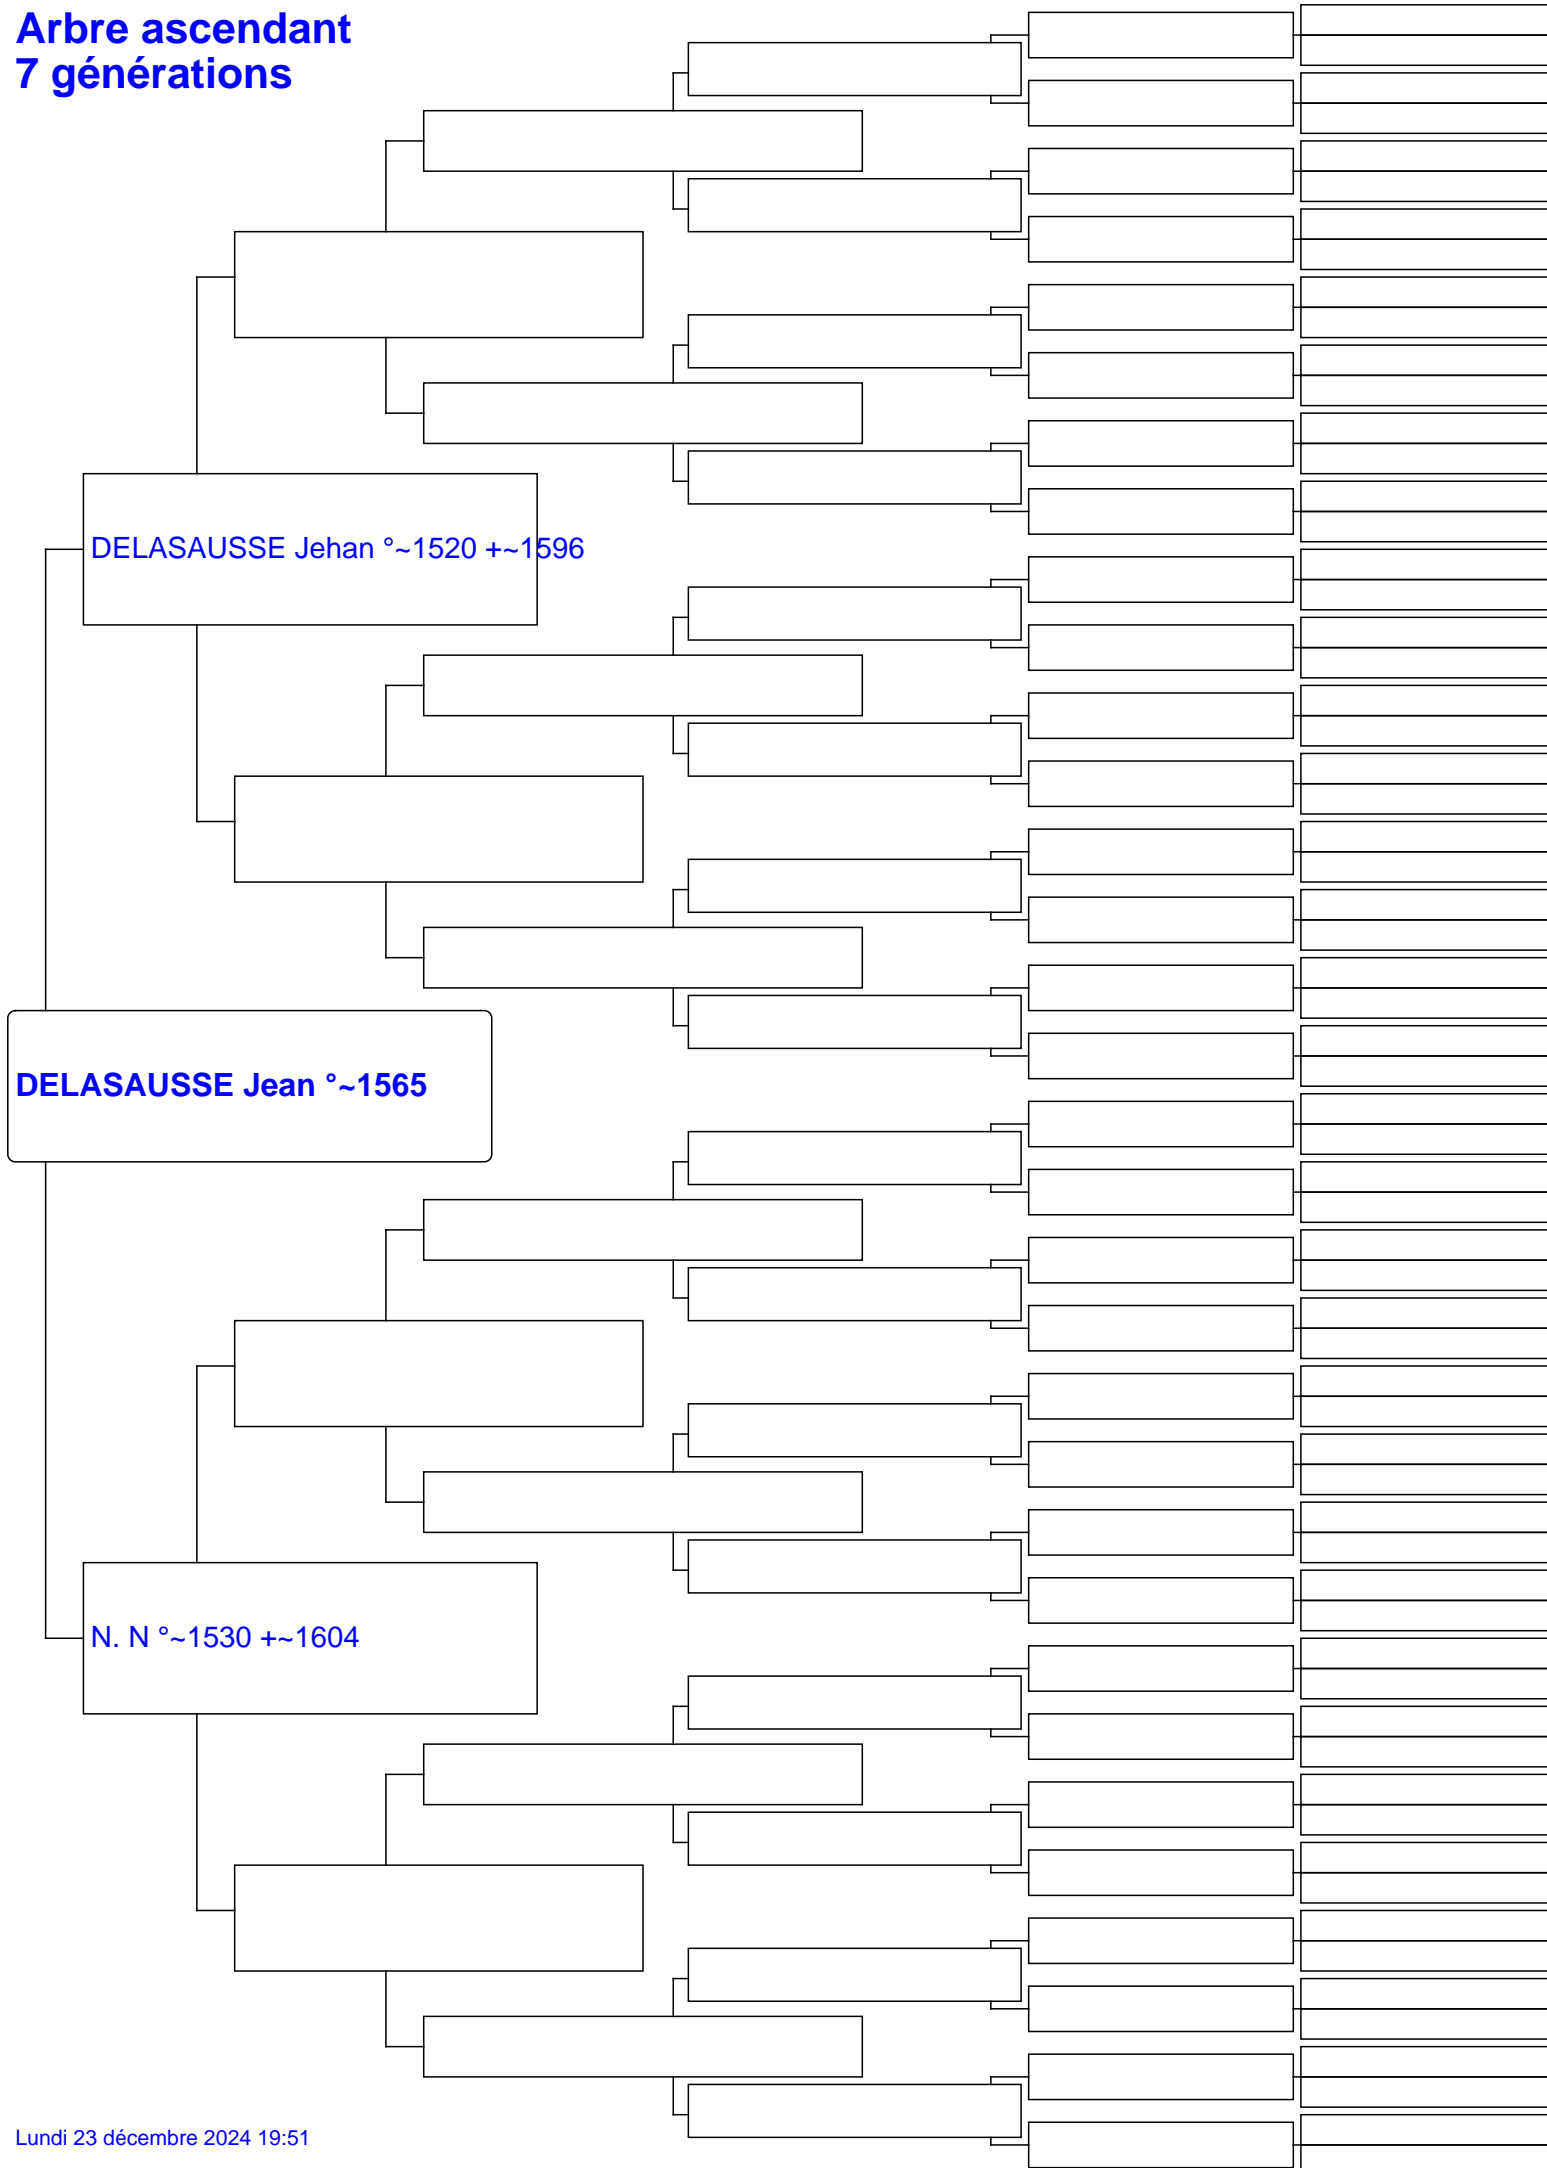 Arbre ascendant
7 générations
DELASAUSSE Jehan °~1520 +~1596
DELASAUSSE Jean °~1565
N. N °~1530 +~1604
Lundi 23 décembre 2024 19:51